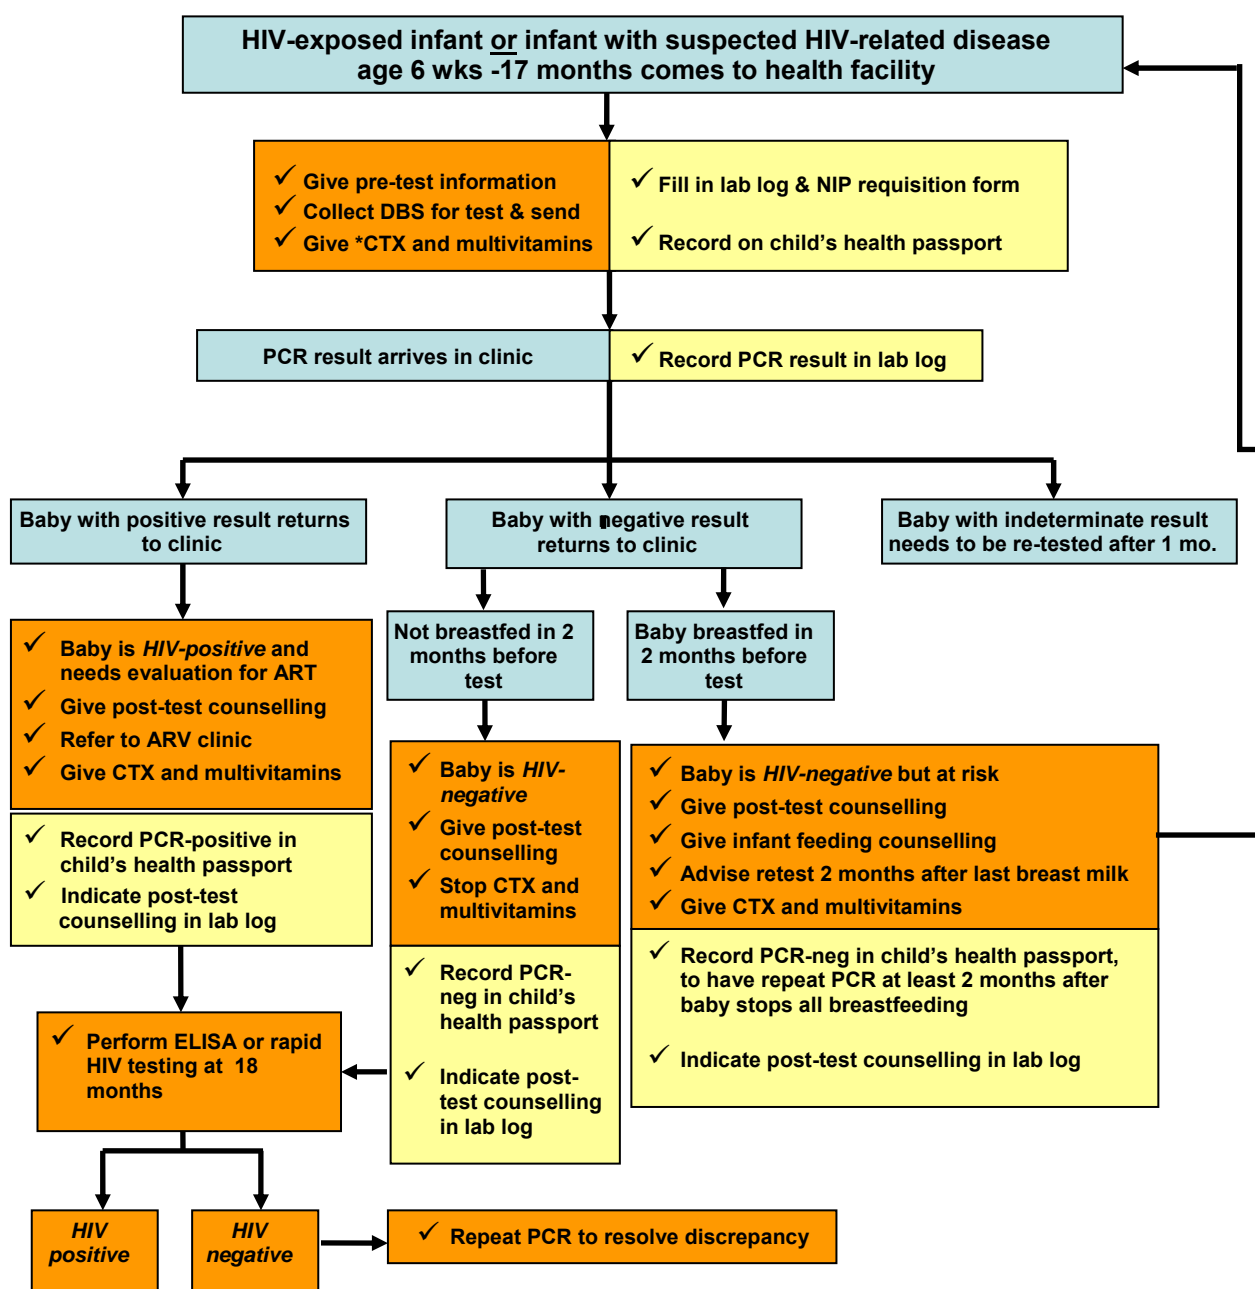 HIV-exposed infant or infant with suspected HIV-related disease
age 6 wks -17 months comes to health facility
✓ Give pre-test information
✓ Collect DBS for test & send
✓ Give *CTX and multivitamins
✓ Fill in lab log & NIP requisition form
✓ Record on child's health passport
PCR result arrives in clinic
✓ Record PCR result in lab log
Baby with positive result returns
to clinic
Baby with negative result
returns to clinic
Baby with indeterminate result
needs to be re-tested after 1 mo.
Not breastfed in 2
months before
test
Baby breastfed in
2 months before
test
✓ Baby is HIV-positive and
needs evaluation for ART
✓ Give post-test counselling
✓ Refer to ARV clinic
✓ Give CTX and multivitamins
✓ Record PCR-positive in
child's health passport
✓ Indicate post-test
counselling in lab log
✓ Baby is HIV-
negative
✓ Give post-test
counselling
✓ Stop CTX and
multivitamins
✓ Record PCR-
neg in child's
health passport
✓ Indicate post-
test counselling
in lab log
✓ Baby is HIV-negative but at risk
✓ Give post-test counselling
✓ Give infant feeding counselling
✓ Advise retest 2 months after last breast milk
✓ Give CTX and multivitamins
✓ Record PCR-neg in child's health passport,
to have repeat PCR at least 2 months after
baby stops all breastfeeding
✓ Indicate post-test counselling in lab log
✓ Perform ELISA or rapid
HIV testing at 18
months
HIV
positive
HIV
negative
✓ Repeat PCR to resolve discrepancy